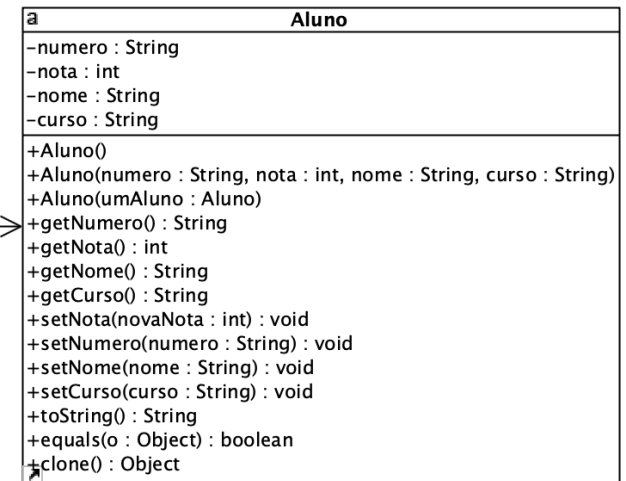 a Aluno
-numero : String
-nota : int
-nome : String
-curso : String
+Aluno()
+Aluno(numero : String, nota : int, nome : String, curso : String)
+Aluno(umAluno : Aluno)
+getNumero() : String
+getNota() : int
+getNome() : String
+getCurso() : String
+setNota(novaNota : int) : void
+setNumero(numero : String) : void
+setNome(nome : String) : void
+setCurso(curso : String) : void
+toString() : String
+equals(o : Object) : boolean
+clone() : Object